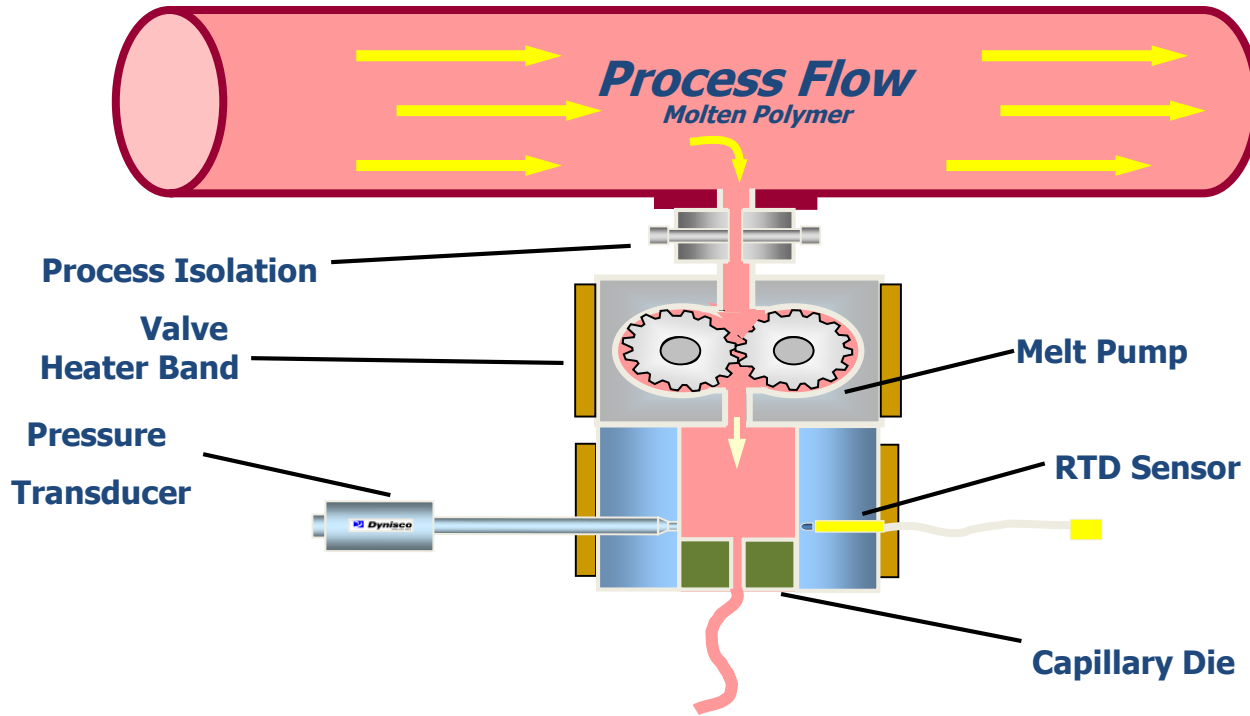 Process Flow
Molten Polymer
Process Isolation
Valve
Heater Band
Melt Pump
Pressure
Transducer
RTD Sensor
Dynisco
Capillary Die